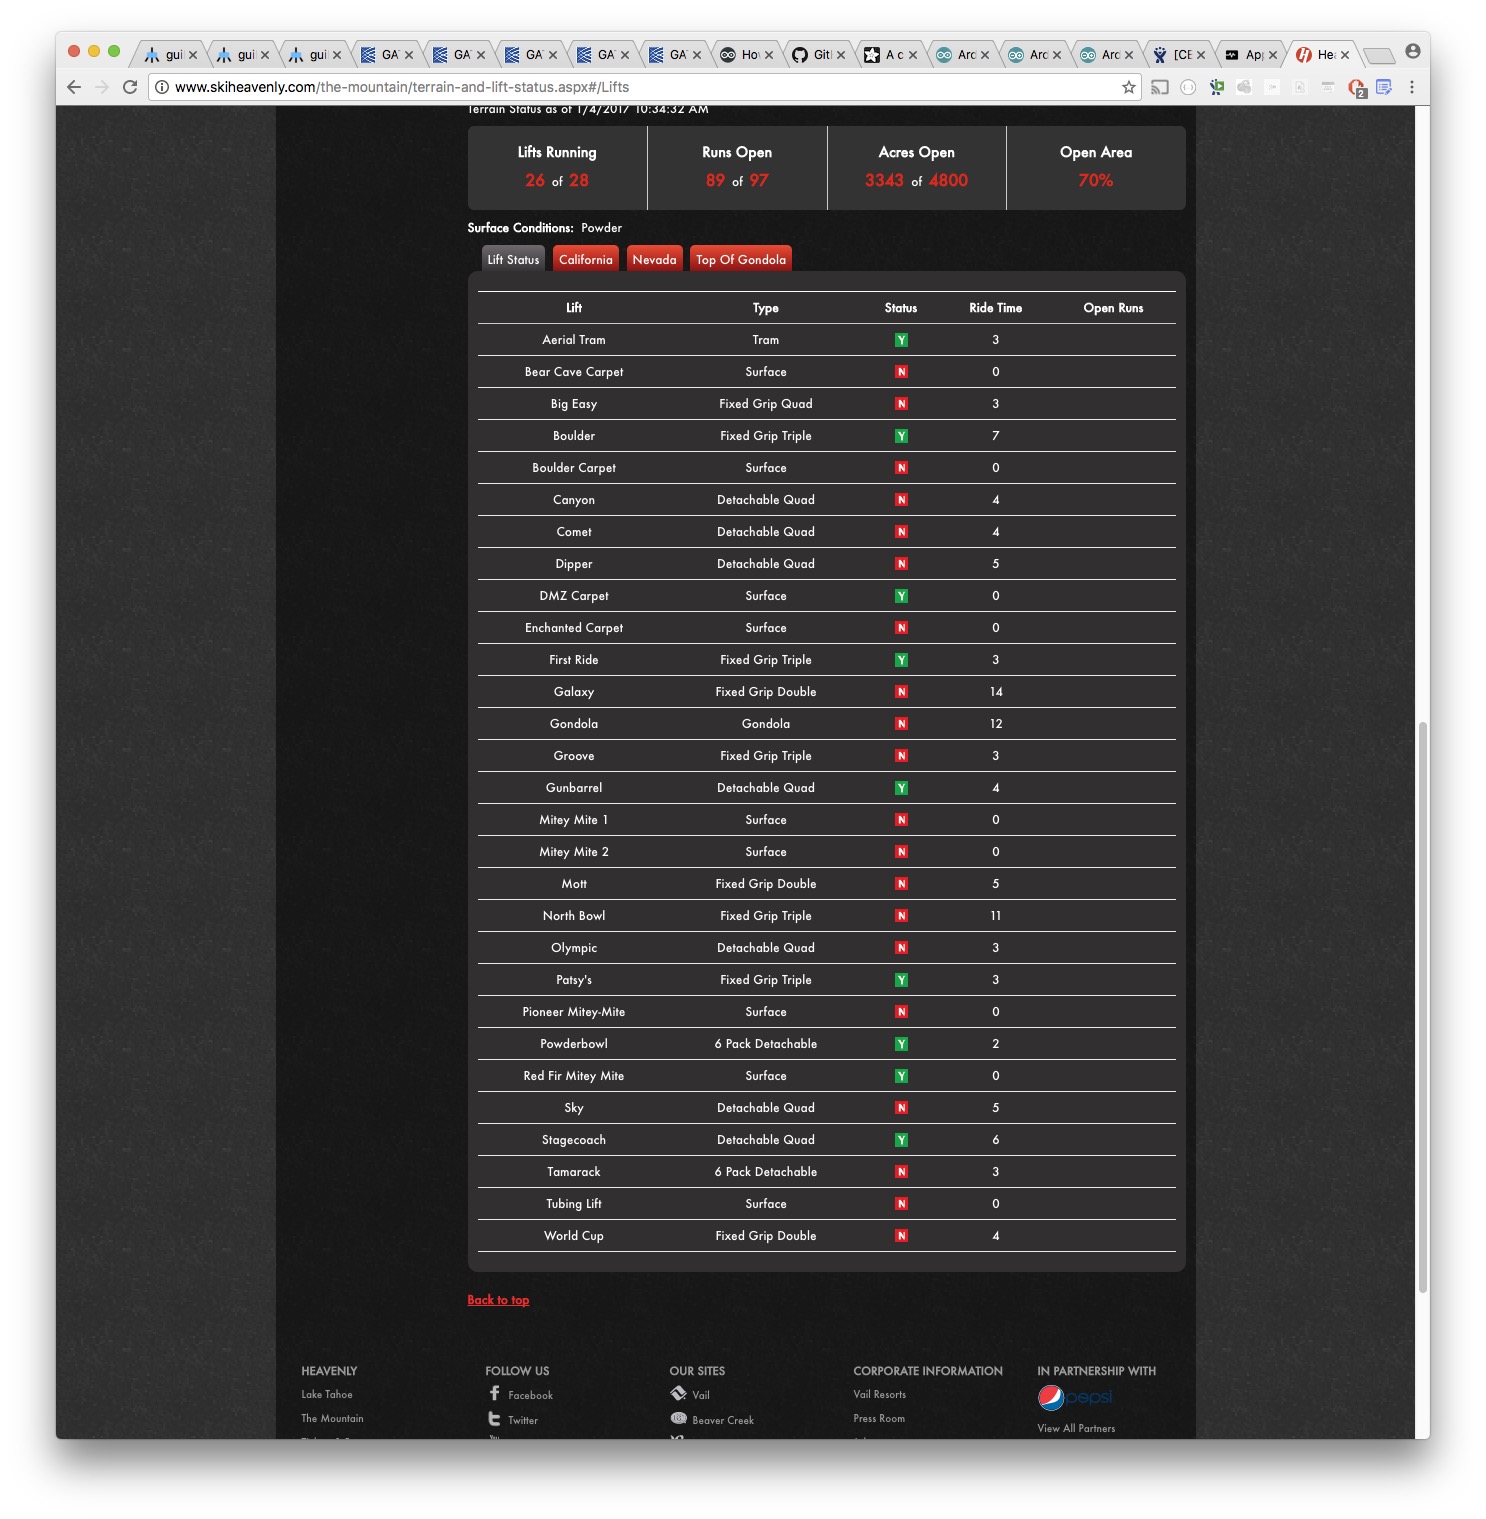 gui gui gui GA GA GA GA GA Ho Git A c Ard Ard Ard [CE App Hea
www.skiheavenly.com/the-mountain/terrain-and-lift-status.aspx#/Lifts
2
Terrain Status as of 1/4/2017 10:34:32 AM
Lifts Running Runs Open Acres Open Open Area
26 of 28 89 of 97 3343 of 4800 70%
Surface Conditions: Powder
Lift Status California Nevada Top Of Gondola
Lift Type Status Ride Time Open Runs
Aerial Tram Tram Y 3
Bear Cave Carpet Surface N 0
Big Easy Fixed Grip Quad N 3
Boulder Fixed Grip Triple Y 7
Boulder Carpet Surface N 0
Canyon Detachable Quad N 4
Comet Detachable Quad N 4
Dipper Detachable Quad N 5
DMZ Carpet Surface Y 0
Enchanted Carpet Surface N 0
First Ride Fixed Grip Triple Y 3
Galaxy Fixed Grip Double N 14
Gondola Gondola N 12
Groove Fixed Grip Triple N 3
Gunbarrel Detachable Quad Y 4
Mitey Mite 1 Surface N 0
Mitey Mite 2 Surface N 0
Mott Fixed Grip Double N 5
North Bowl Fixed Grip Triple N 11
Olympic Detachable Quad N 3
Patsy's Fixed Grip Triple Y 3
Pioneer Mitey-Mite Surface N 0
Powderbowl 6 Pack Detachable Y 2
Red Fir Mitey Mite Surface Y 0
Sky Detachable Quad N 5
Stagecoach Detachable Quad Y 6
Tamarack 6 Pack Detachable N 3
Tubing Lift Surface N 0
World Cup Fixed Grip Double N 4
Back to top
HEAVENLY FOLLOW US OUR SITES CORPORATE INFORMATION IN PARTNERSHIP WITH
Lake Tahoe Facebook Vail Vail Resorts pepsi
The Mountain Twitter Beaver Creek Press Room View All Partners